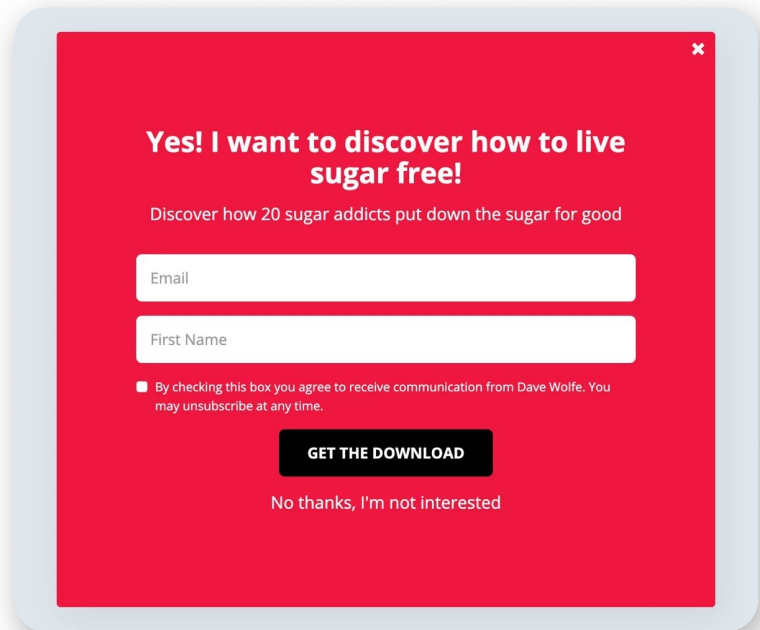 Yes! I want to discover how to live
sugar free!
Discover how 20 sugar addicts put down the sugar for good
Email
First Name
By checking this box you agree to receive communication from Dave Wolfe. You
may unsubscribe at any time.
GET THE DOWNLOAD
No thanks, I'm not interested